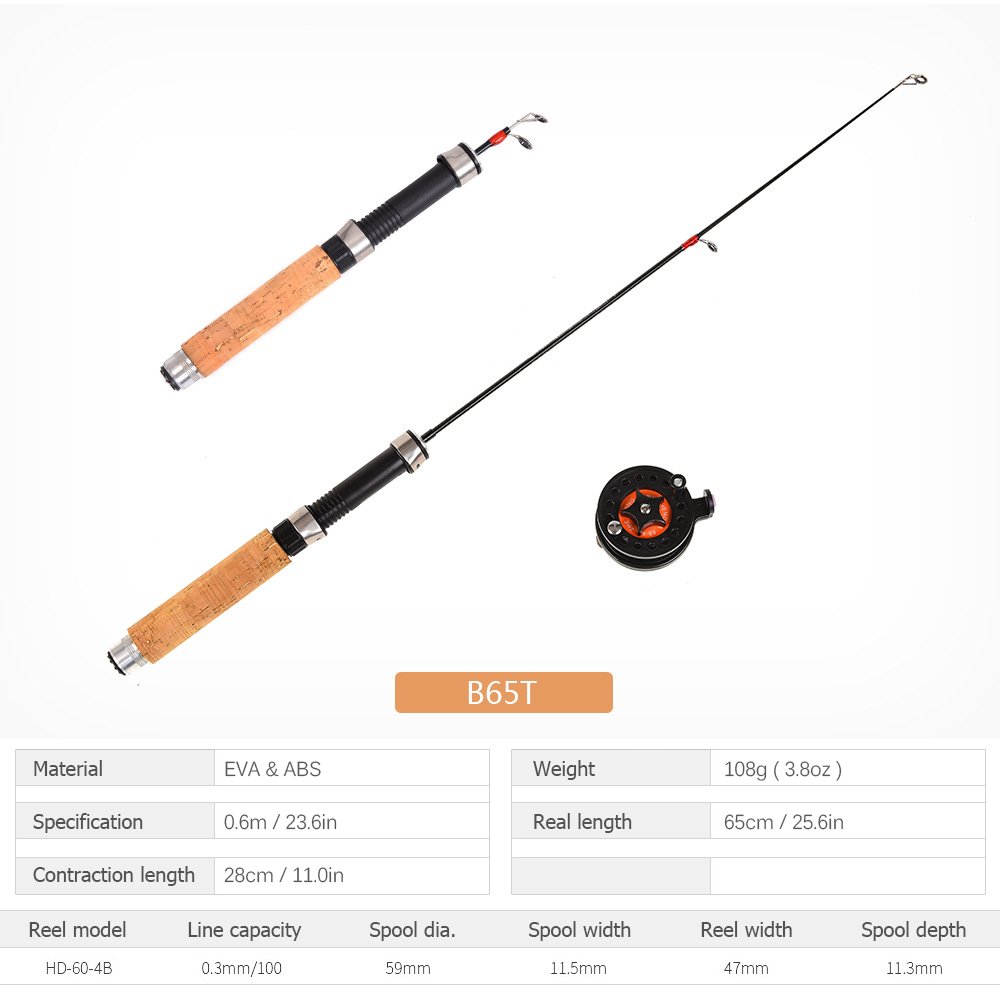 B65T
Material EVA & ABS
Weight 108g ( 3.8oz )
Specification 0.6m / 23.6in
Real length 65cm / 25.6in
Contraction length 28cm / 11.0in
Reel model Line capacity Spool dia. Spool width Reel width Spool depth
HD-60-4B 0.3mm/100 59mm 11.5mm 47mm 11.3mm